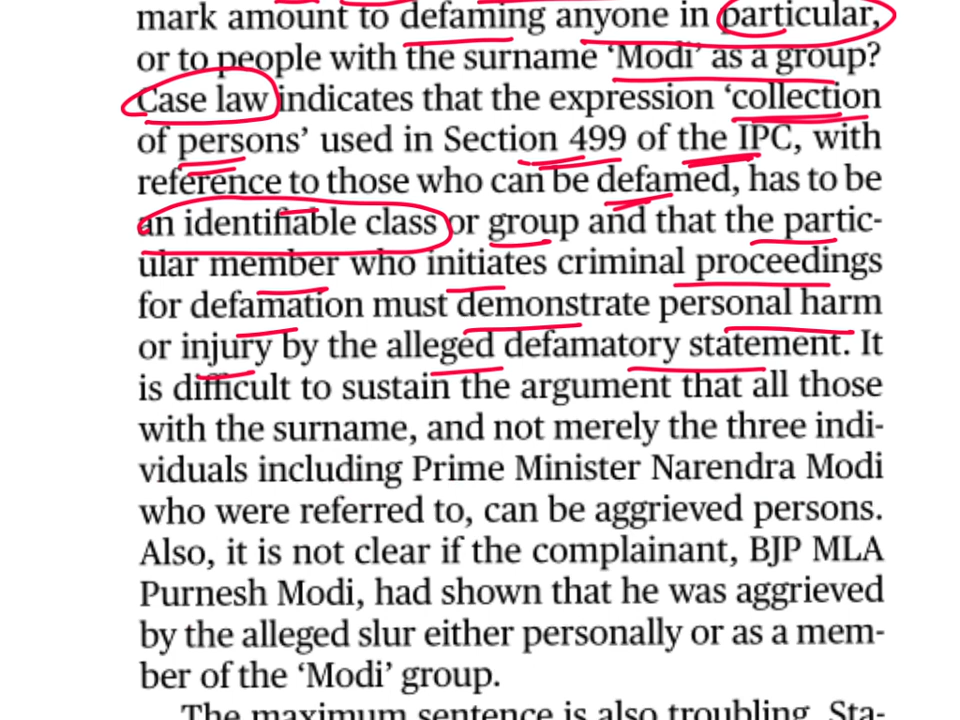 mark amount to defaming anyone in particular,
or to people with the surname ‘Modi’ as a group?
Case law indicates that the expression ‘collection
of persons’ used in Section 499 of the IPC, with
reference to those who can be defamed, has to be
an identifiable class or group and that the partic-
ular member who initiates criminal proceedings
for defamation must demonstrate personal harm
or injury by the alleged defamatory statement. It
is difficult to sustain the argument that all those
with the surname, and not merely the three indi-
viduals including Prime Minister Narendra Modi
who were referred to, can be aggrieved persons.
Also, it is not clear if the complainant, BJP MLA
Purnesh Modi, had shown that he was aggrieved
by the alleged slur either personally or as a mem-
ber of the ‘Modi’ group.
The maximum sentence is also troubling. Sta-